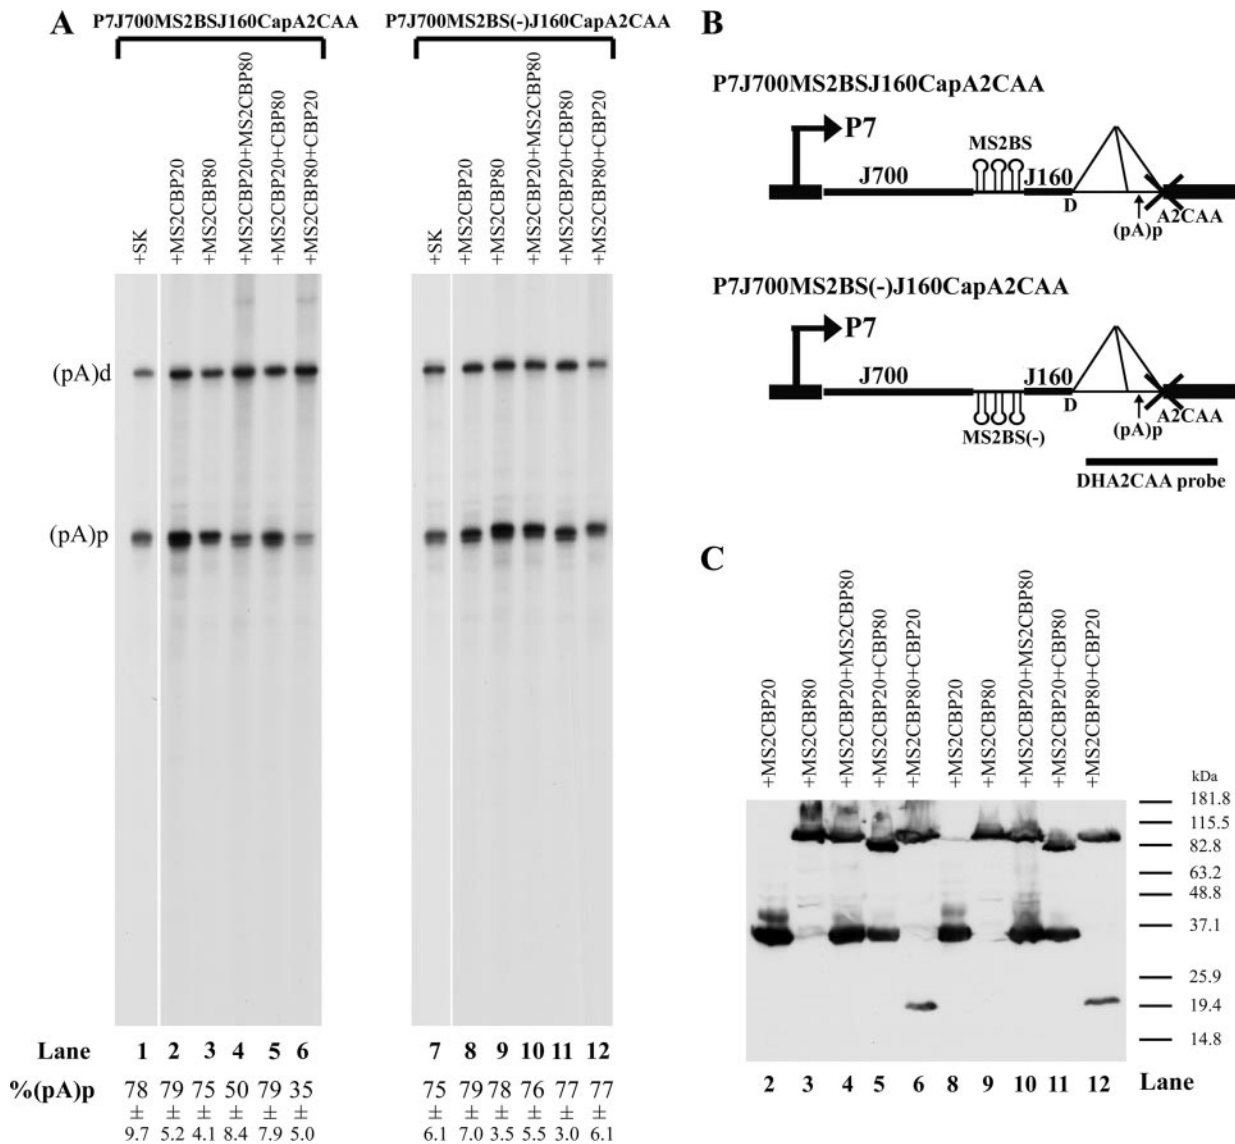 A
P7J700MS2BSJ160CapA2CAA
P7J700MS2BS(-)J160CapA2CAA
+SK
+MS2CBP20
+MS2CBP80
+MS2CBP20+MS2CBP80
+MS2CBP20+CBP80
+MS2CBP80+CBP20
+SK
+MS2CBP20
+MS2CBP80
+MS2CBP20+MS2CBP80
+MS2CBP20+CBP80
+MS2CBP80+CBP20
(pA)d
(pA)p
Lane 1 2 3 4 5 6 7 8 9 10 11 12
%(pA)p 78 79 75 50 79 35 75 79 78 76 77 77
± ± ± ± ± ± ± ± ± ± ± ±
9.7 5.2 4.1 8.4 7.9 5.0 6.1 7.0 3.5 5.5 3.0 6.1
B
P7J700MS2BSJ160CapA2CAA
P7
MS2BS
J700 J160
D
(pA)p
A2CAA
P7J700MS2BS(-)J160CapA2CAA
P7
J700 J160
D
MS2BS(-)
(pA)p
A2CAA
DHA2CAA probe
C
+MS2CBP20
+MS2CBP80
+MS2CBP20+MS2CBP80
+MS2CBP20+CBP80
+MS2CBP80+CBP20
+MS2CBP20
+MS2CBP80
+MS2CBP20+MS2CBP80
+MS2CBP20+CBP80
+MS2CBP80+CBP20
kDa
181.8
115.5
82.8
63.2
48.8
37.1
25.9
19.4
14.8
2 3 4 5 6 8 9 10 11 12 Lane